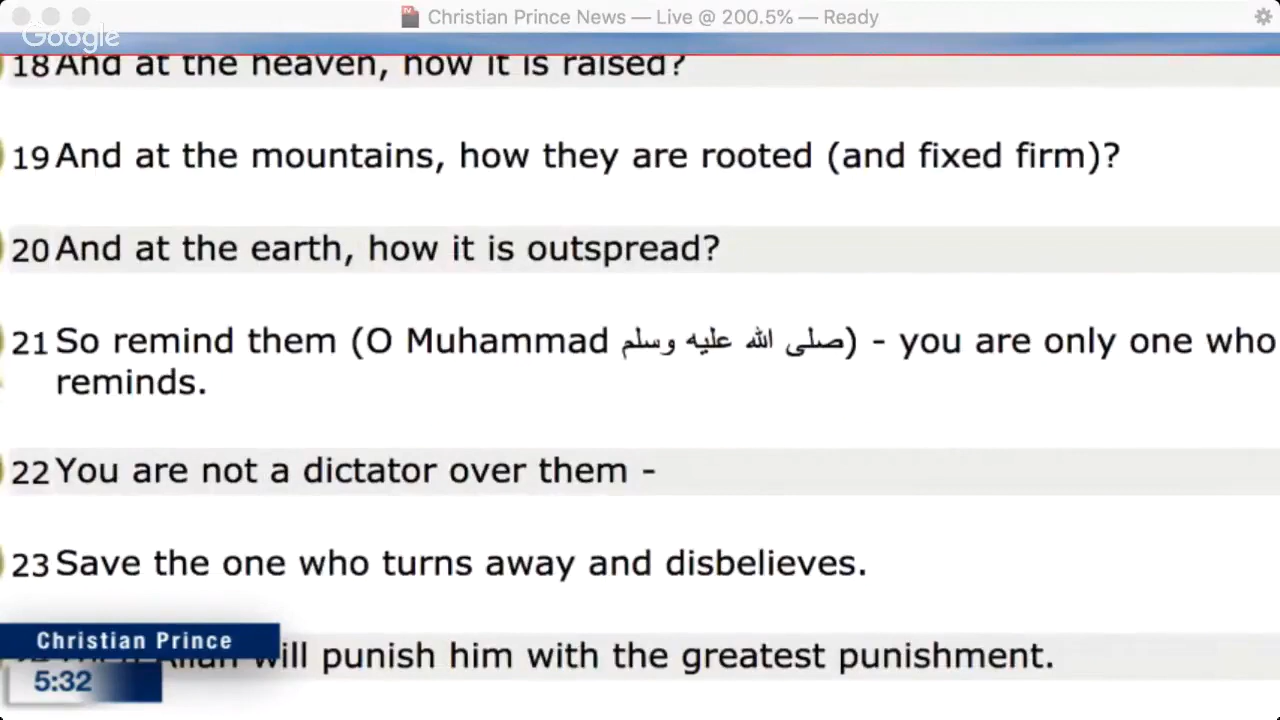 Christian Prince News — Live @ 200.5% — Ready
Google
18 And at the heaven, how it is raised?
19 And at the mountains, how they are rooted (and fixed firm)?
20 And at the earth, how it is outspread?
21 So remind them (O Muhammad صلى الله عليه وسلم) - you are only one who
reminds.
22 You are not a dictator over them -
23 Save the one who turns away and disbelieves.
Christian Prince
Allah will punish him with the greatest punishment.
5:32